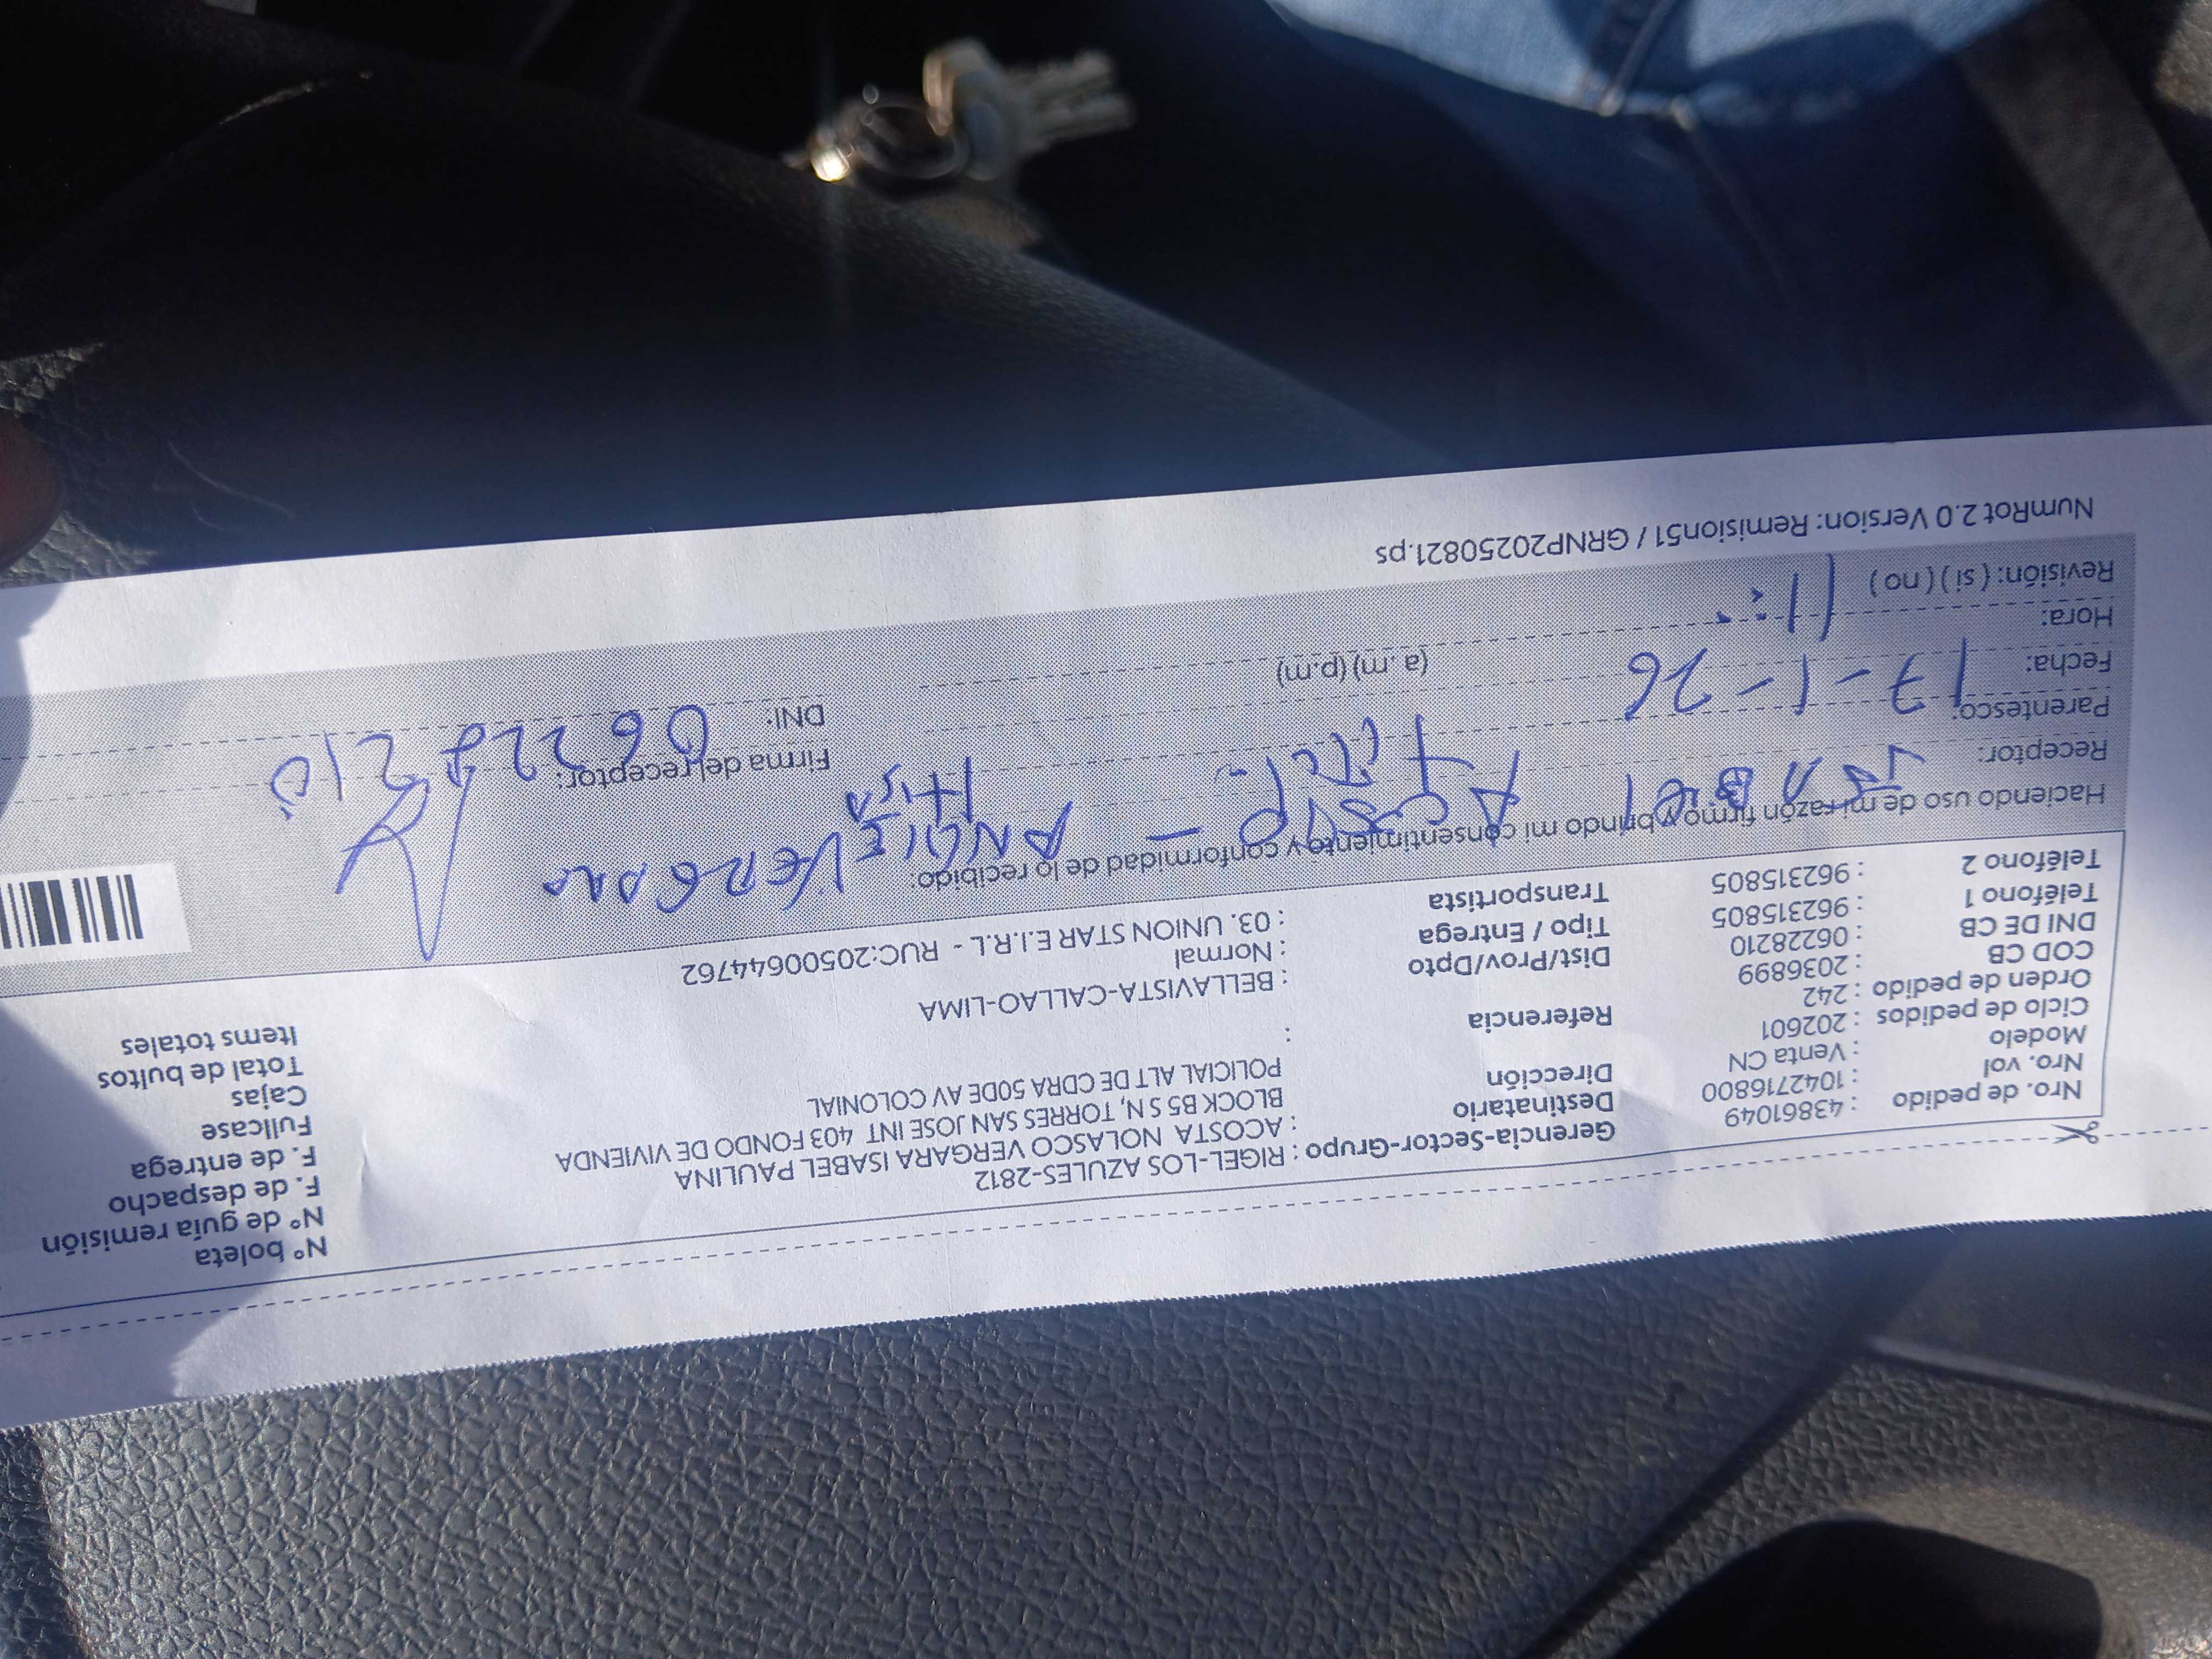 Nro. de pedido : 43861049
Nro. vol : 1042716800
Modelo : Venta CN
Ciclo de pedidos : 202601
Orden de pedido : 242
COD CB : 2036899
DNI DE CB : 06228210
Teléfono 1 : 962315805
Teléfono 2 : 962315805
Gerencia-Sector-Grupo : RIGEL-LOS AZULES-2812
Destinatario : ACOSTA NOLASCO VERGARA ISABEL PAULINA
Dirección BLOCK B5 S N, TORRES SAN JOSE INT 403 FONDO DE VIVIENDA
POLICIAL ALT DE CDRA 50DE AV COLONIAL
Referencia :
Dist/Prov/Dpto : BELLAVISTA-CALLAO-LIMA
Tipo / Entrega : Normal
Transportista : 03. UNION STAR E.I.R.L - RUC:20500644762
N° boleta
N° de guía remisión
F. de despacho
F. de entrega
Fullcase
Cajas
Total de bultos
Items totales
Haciendo uso de mi razón firmo y brindo mi consentimiento y conformidad de lo recibido:
Receptor:
Parentesco:
Fecha: 17-1-26
Hora: 11:
(a.m) (p.m)
Revisión: (si) (no)
Firma del receptor:
DNI: 06228210
NumRot 2.0 Version: Remision51 / GRNP20250821.ps